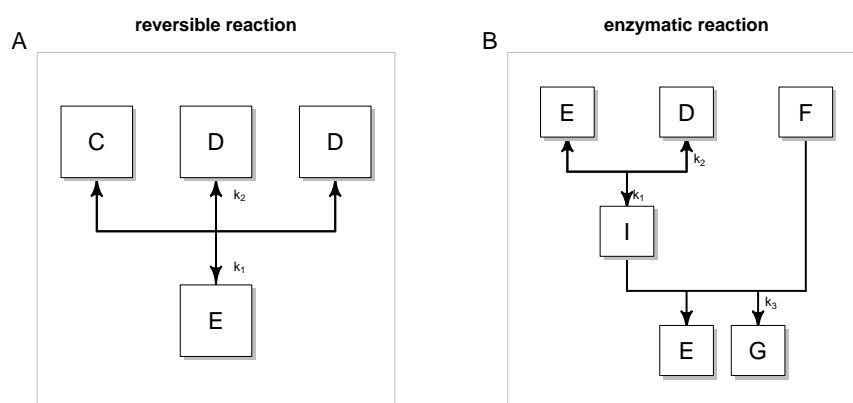 reversible reaction
enzymatic reaction
A
B
C
D
D
k₂
k₁
E
E
D
F
k₂
k₁
I
k₃
E
G